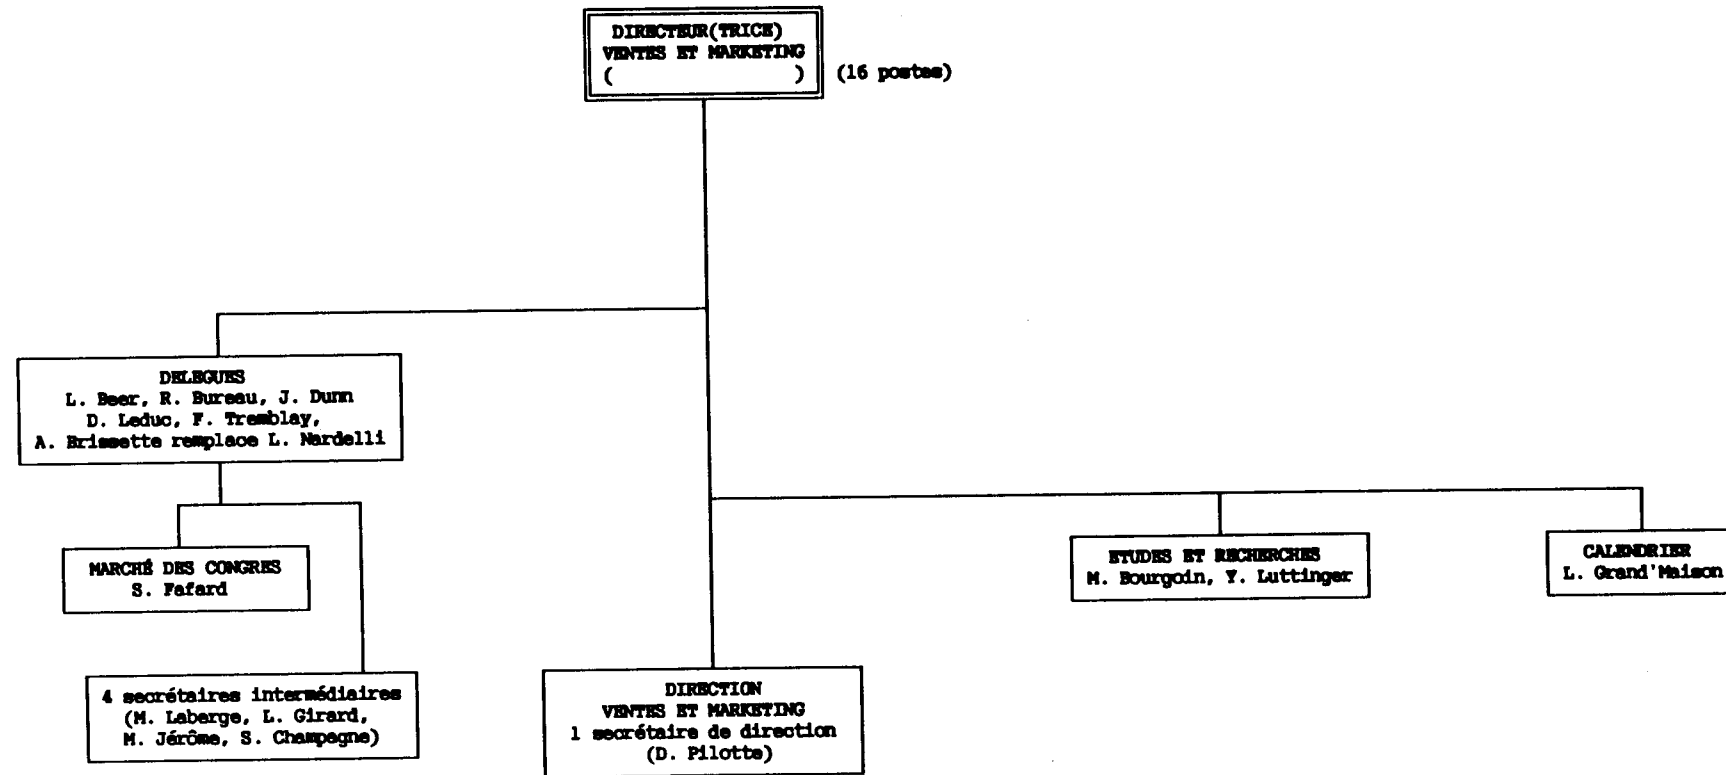 DIRECTEUR(TRICE)
VENTES ET MARKETING
( )
(16 postes)
DELEGUES
L. Beer, R. Bureau, J. Dunn
D. Leduc, F. Tremblay,
A. Brissette remplace L. Nardelli
MARCHÉ DES CONGRES
S. Fafard
4 secrétaires intermédiaires
(M. Laberge, L. Girard,
M. Jérôme, S. Champagne)
DIRECTION
VENTES ET MARKETING
1 secrétaire de direction
(D. Pilotte)
ETUDES ET RECHERCHES
M. Bourgoin, Y. Luttinger
CALENDRIER
L. Grand'Maison